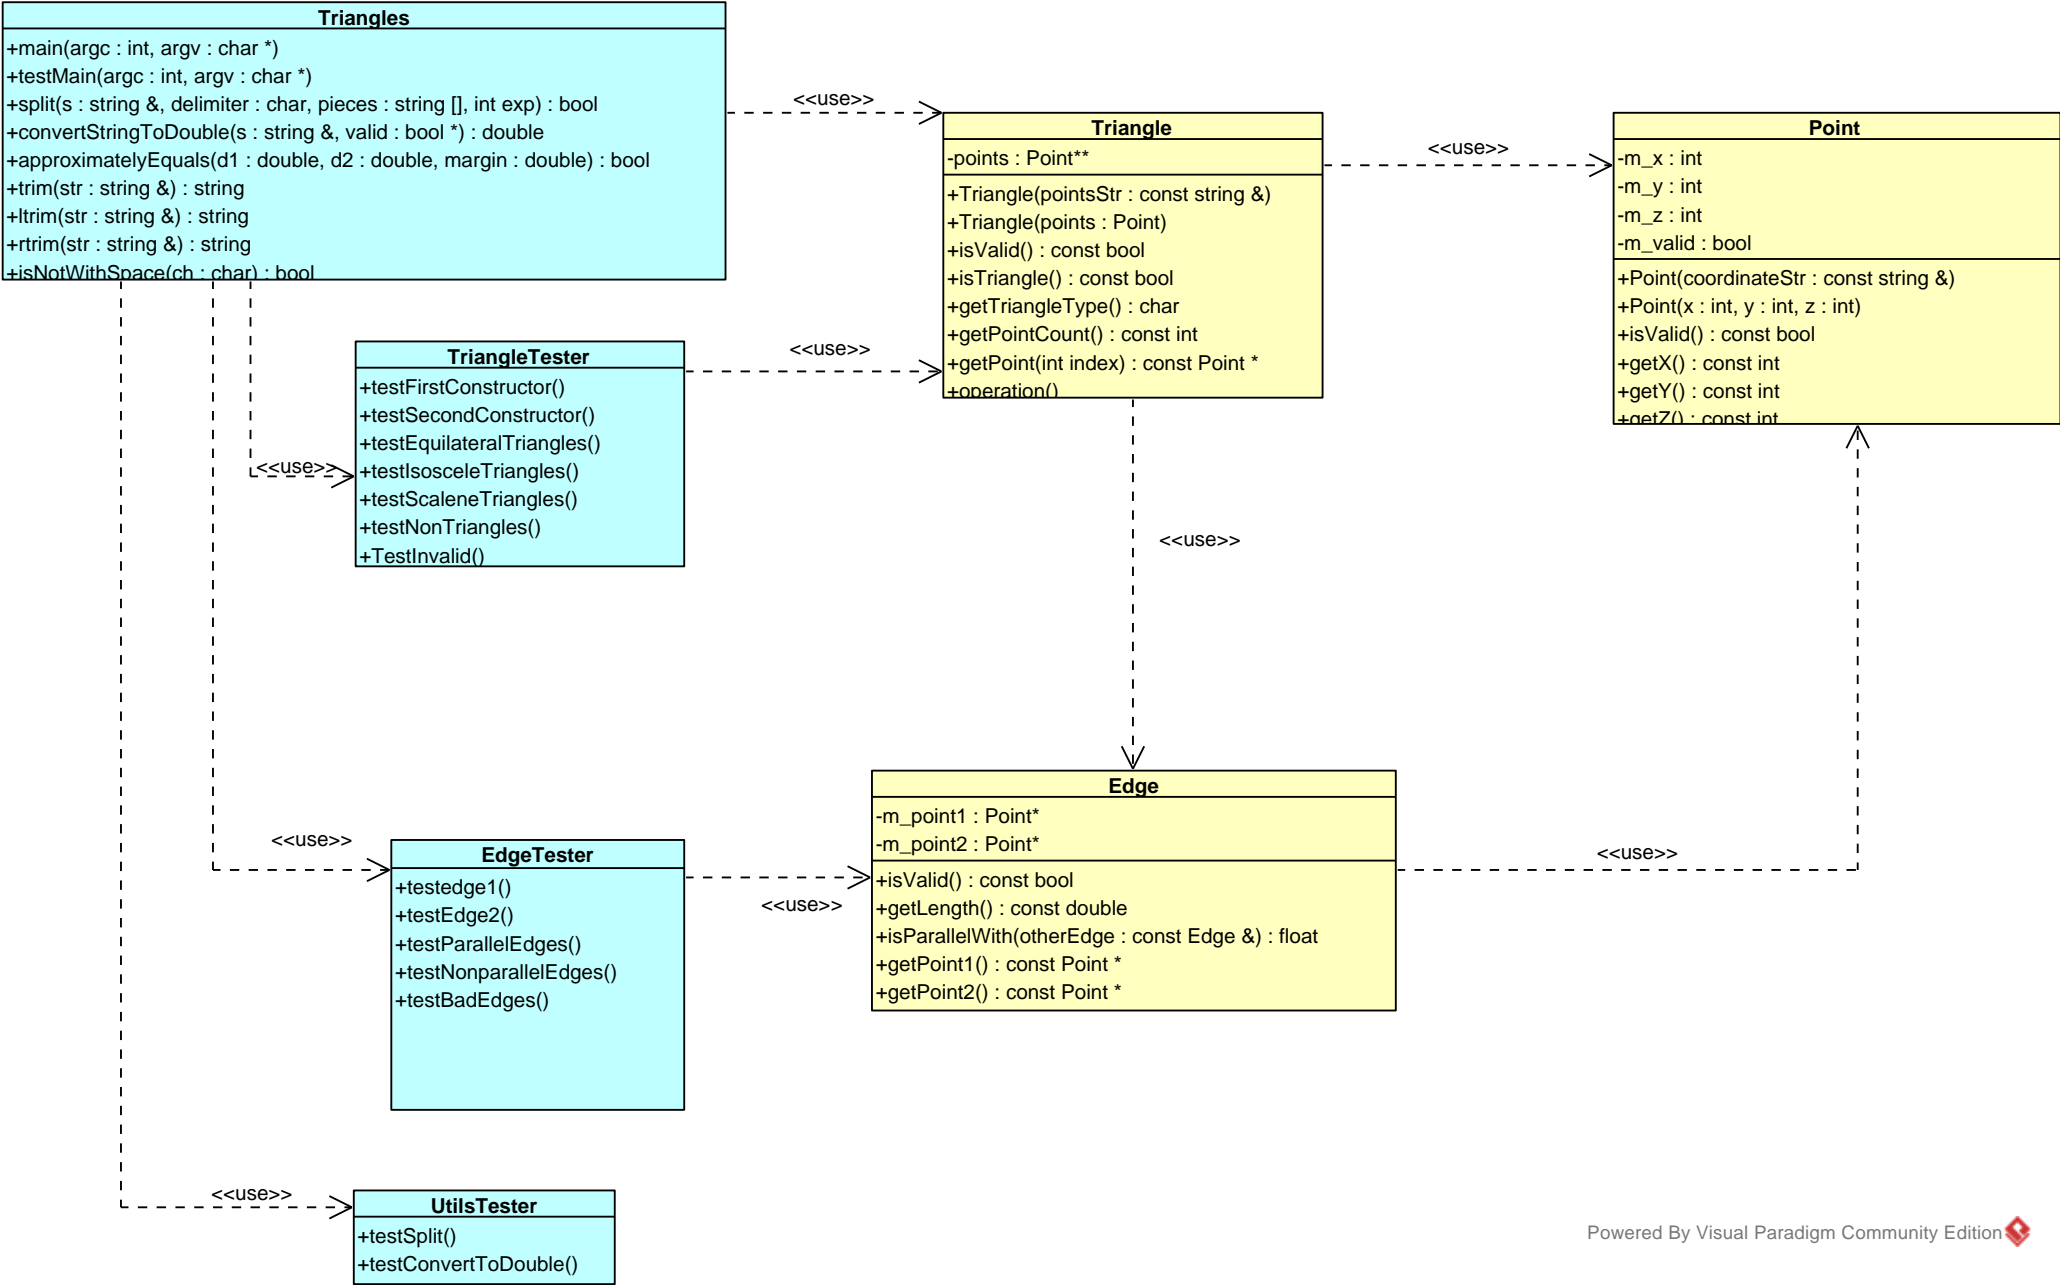 Triangles
+main(argc : int, argv : char *)
+testMain(argc : int, argv : char *)
+split(s : string &, delimiter : char, pieces : string [], int exp) : bool
+convertStringToDouble(s : string &, valid : bool *) : double
+approximatelyEquals(d1 : double, d2 : double, margin : double) : bool
+trim(str : string &) : string
+ltrim(str : string &) : string
+rtrim(str : string &) : string
+isNotWithSpace(ch : char) : bool
<<use>>
Triangle
-points : Point**
+Triangle(pointsStr : const string &)
+Triangle(points : Point)
+isValid() : const bool
+isTriangle() : const bool
+getTriangleType() : char
+getPointCount() : const int
+getPoint(int index) : const Point *
+operation()
<<use>>
Point
-m_x : int
-m_y : int
-m_z : int
-m_valid : bool
+Point(coordinateStr : const string &)
+Point(x : int, y : int, z : int)
+isValid() : const bool
+getX() : const int
+getY() : const int
+getZ() : const int
<<use>>
TriangleTester
+testFirstConstructor()
+testSecondConstructor()
+testEquilateralTriangles()
+testIsosceleTriangles()
+testScaleneTriangles()
+testNonTriangles()
+TestInvalid()
<<use>>
<<use>>
<<use>>
EdgeTester
+testedge1()
+testEdge2()
+testParallelEdges()
+testNonparallelEdges()
+testBadEdges()
<<use>>
Edge
-m_point1 : Point*
-m_point2 : Point*
+isValid() : const bool
+getLength() : const double
+isParallelWith(otherEdge : const Edge &) : float
+getPoint1() : const Point *
+getPoint2() : const Point *
<<use>>
<<use>>
UtilsTester
+testSplit()
+testConvertToDouble()
Powered By Visual Paradigm Community Edition